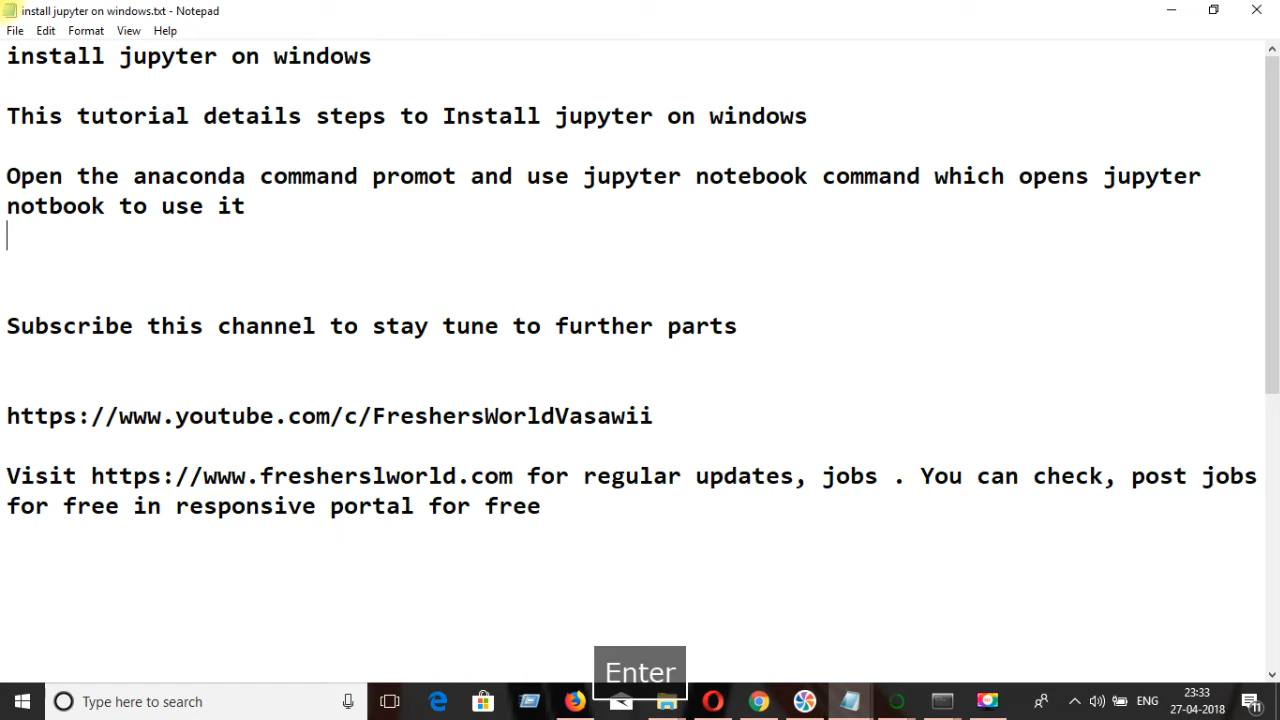 install jupyter on windows.txt - Notepad
File Edit Format View Help
install jupyter on windows
This tutorial details steps to Install jupyter on windows
Open the anaconda command promot and use jupyter notebook command which opens jupyter
notbook to use it
Subscribe this channel to stay tune to further parts
https://www.youtube.com/c/FreshersWorldVasawii
Visit https://www.fresherslworld.com for regular updates, jobs . You can check, post jobs
for free in responsive portal for free
Enter
Type here to search
ENG
23:33
27-04-2018
11